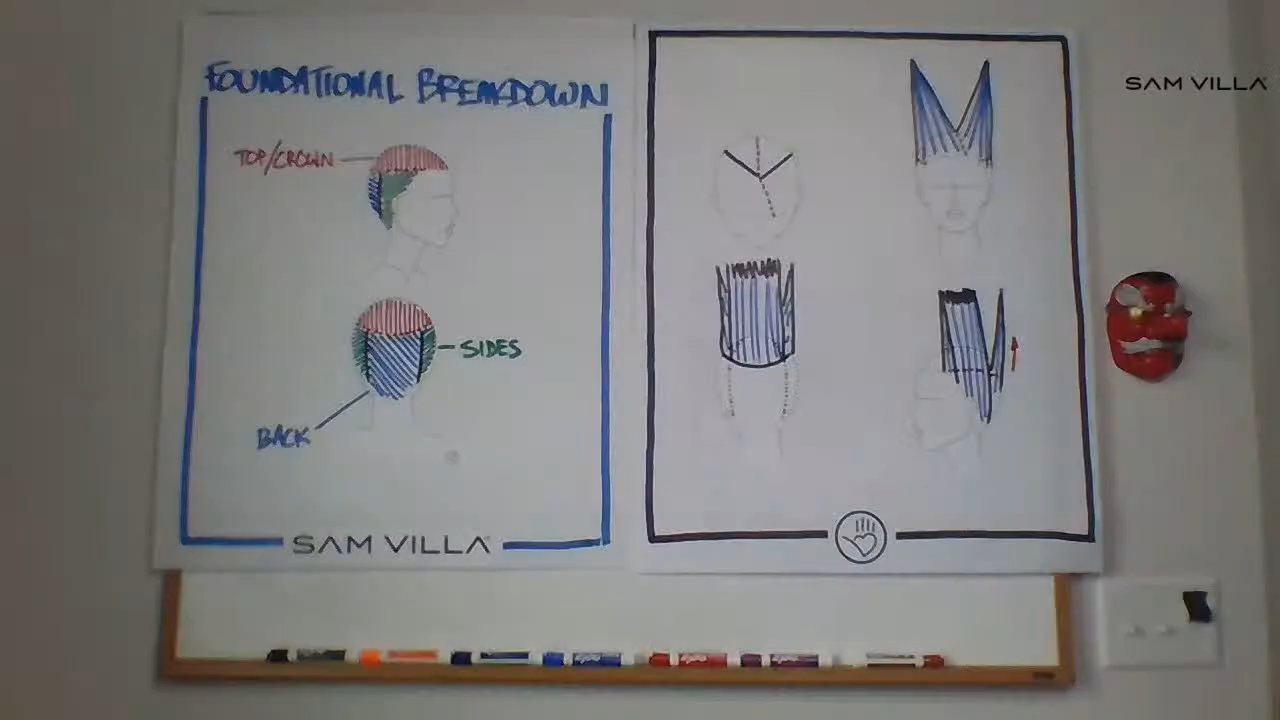 FOUNDATIONAL BREAKDOWN
TOP/CROWN
SIDES
BACK
SAM VILLA
SAM VILLA